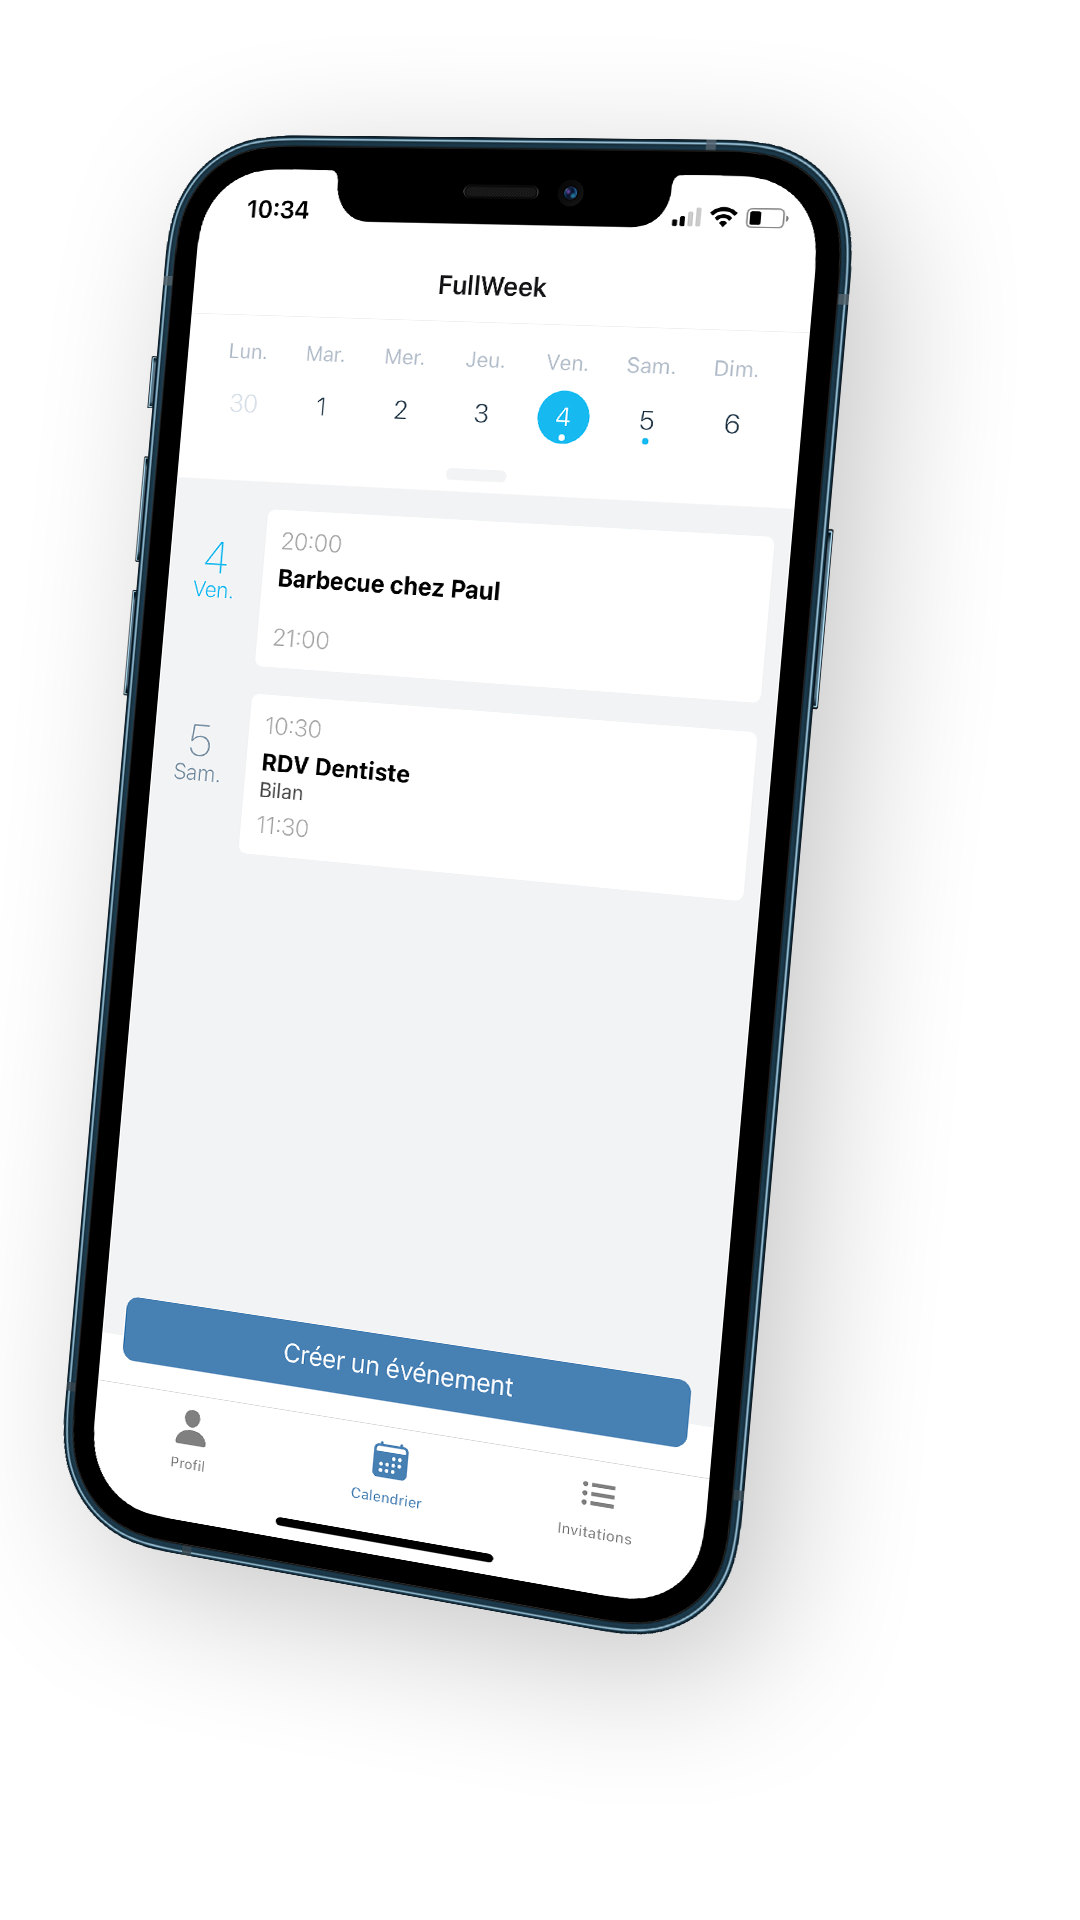 10:34
FullWeek
Lun. Mar. Mer. Jeu. Ven. Sam. Dim.
30 1 2 3 4 5 6
4
Ven.
20:00
Barbecue chez Paul
21:00
5
Sam.
10:30
RDV Dentiste
Bilan
11:30
Créer un événement
Profil Calendrier Invitations